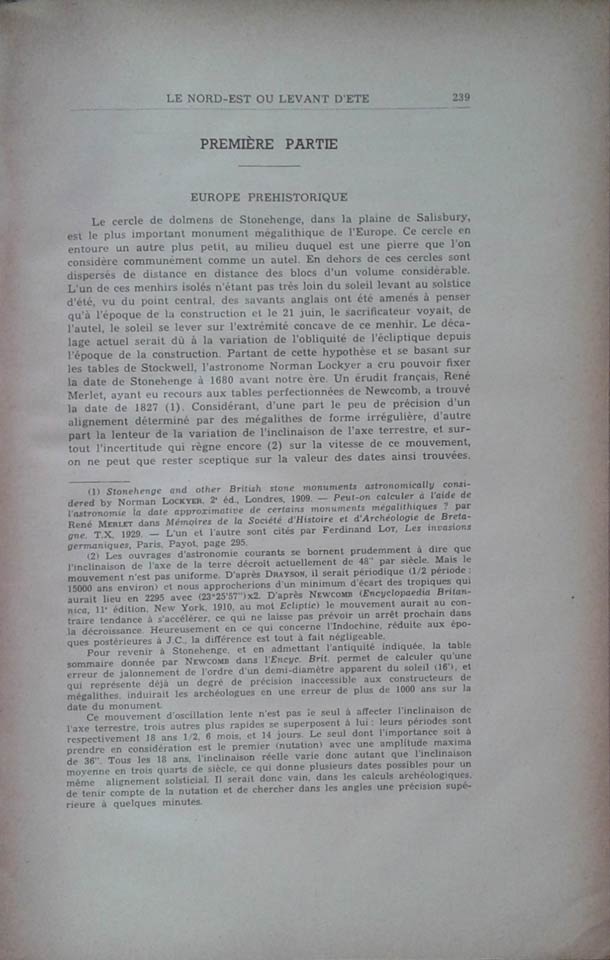 LE NORD-EST OU LEVANT D'ETE 239
PREMIÈRE PARTIE
EUROPE PREHISTORIQUE
Le cercle de dolmens de Stonehenge, dans la plaine de Salisbury,
est le plus important monument mégalithique de l'Europe. Ce cercle en
entoure un autre plus petit, au milieu duquel est une pierre que l'on
considère communément comme un autel. En dehors de ces cercles sont
dispersés de distance en distance des blocs d'un volume considérable.
L'un de ces menhirs isolés n'étant pas très loin du soleil levant au solstice
d'été, vu du point central, des savants anglais ont été amenés à penser
qu'à l'époque de la construction et le 21 juin, le sacrificateur voyait, de
l'autel, le soleil se lever sur l'extrémité concave de ce menhir. Le déca-
lage actuel serait dû à la variation de l'obliquité de l'écliptique depuis
l'époque de la construction. Partant de cette hypothèse et se basant sur
les tables de Stockwell, l'astronome Norman Lockyer a cru pouvoir fixer
la date de Stonehenge à 1680 avant notre ère. Un érudit français, René
Merlet, ayant eu recours aux tables perfectionnées de Newcomb, a trouvé
la date de 1827 (1). Considérant, d'une part le peu de précision d'un
alignement déterminé par des mégalithes de forme irrégulière, d'autre
part la lenteur de la variation de l'inclinaison de l'axe terrestre, et sur-
tout l'incertitude qui règne encore (2) sur la vitesse de ce mouvement,
on ne peut que rester sceptique sur la valeur des dates ainsi trouvées.
(1) Stonehenge and other British stone monuments astronomically consi-
dered by Norman LOCKYER. 2e éd., Londres, 1909. — Peut-on calculer à l'aide de
l'astronomie la date approximative de certains monuments mégalithiques ? par
René MERLET dans Mémoires de la Société d'Histoire et d'Archéologie de Breta-
gne. T.X, 1929. — L'un et l'autre sont cités par Ferdinand LOT, Les invasions
germaniques, Paris, Payot, page 295.
(2) Les ouvrages d'astronomie courants se bornent prudemment à dire que
l'inclinaison de l'axe de la terre décroît actuellement de 48" par siècle. Mais le
mouvement n'est pas uniforme. D'après DRAYSON, il serait périodique (1/2 période :
15000 ans environ) et nous approcherions d'un minimum d'écart des tropiques qui
aurait lieu en 2295 avec (23°25'57")x2. D'après NEWCOMB (Encyclopaedia Britan-
nica, 11e édition, New York, 1910, au mot Ecliptic) le mouvement aurait au con-
traire tendance à s'accélérer, ce qui ne laisse pas prévoir un arrêt prochain dans
la décroissance. Heureusement en ce qui concerne l'Indochine, réduite aux épo-
ques postérieures à J.C., la différence est tout à fait négligeable.
Pour revenir à Stonehenge, et en admettant l'antiquité indiquée, la table
sommaire donnée par NEWCOMB dans l'Encyc. Brit. permet de calculer qu'une
erreur de jalonnement de l'ordre d'un demi-diamètre apparent du soleil (16'), et
qui représente déjà un degré de précision inaccessible aux constructeurs de
mégalithes, induirait les archéologues en une erreur de plus de 1000 ans sur la
date du monument.
Ce mouvement d'oscillation lente n'est pas le seul à affecter l'inclinaison de
l'axe terrestre, trois autres plus rapides se superposent à lui : leurs périodes sont
respectivement 18 ans 1/2, 6 mois, et 14 jours. Le seul dont l'importance soit à
prendre en considération est le premier (nutation) avec une amplitude maxima
de 36". Tous les 18 ans, l'inclinaison réelle varie donc autant que l'inclinaison
moyenne en trois quarts de siècle, ce qui donne plusieurs dates possibles pour un
même alignement solsticial. Il serait donc vain, dans les calculs archéologiques,
de tenir compte de la nutation et de chercher dans les angles une précision supé-
rieure à quelques minutes.